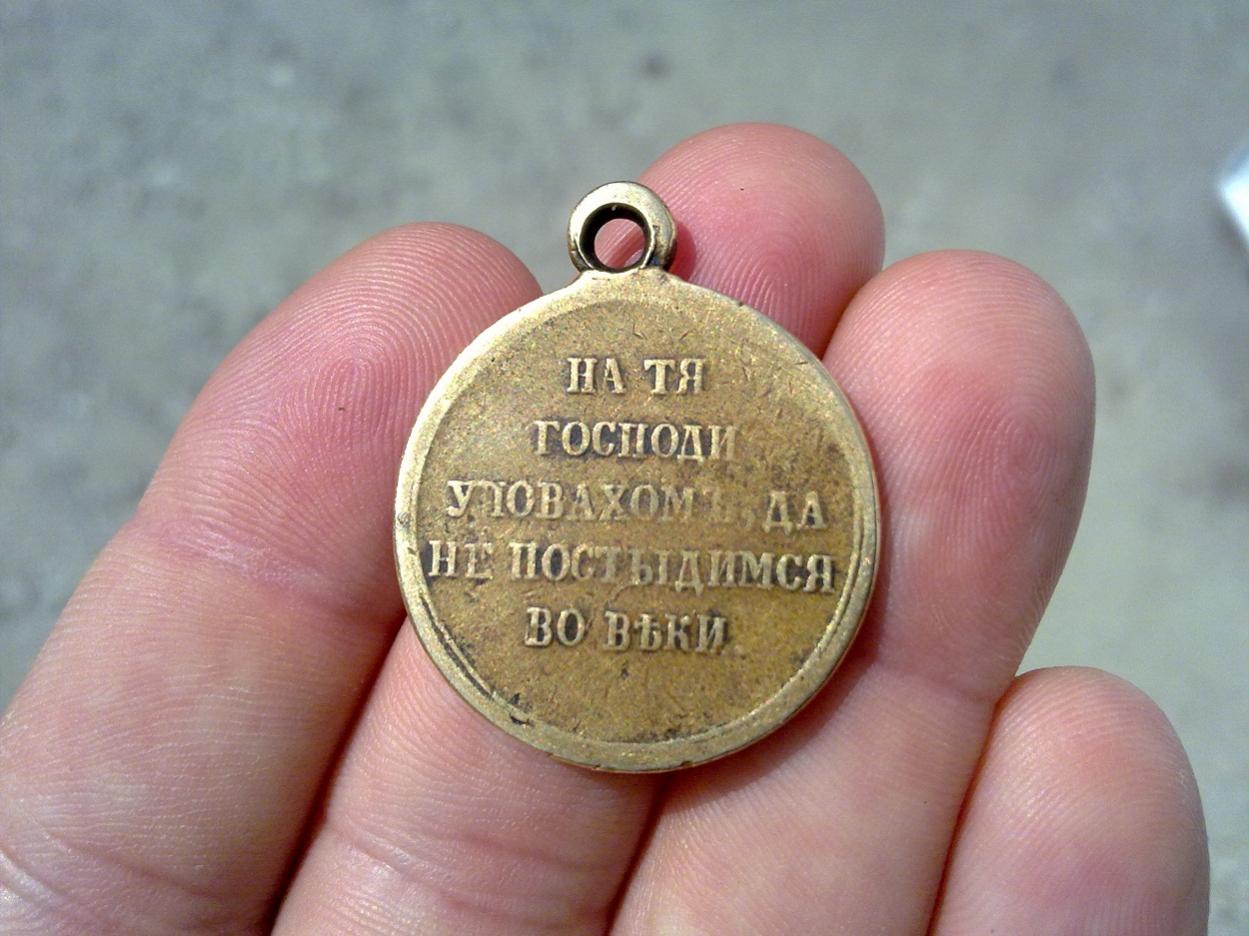 НА ТЯ
ГОСПОДИ
УПОВАХОМЪ, ДА
НЕ ПОСТЫДИМСЯ
ВО ВѢКИ.